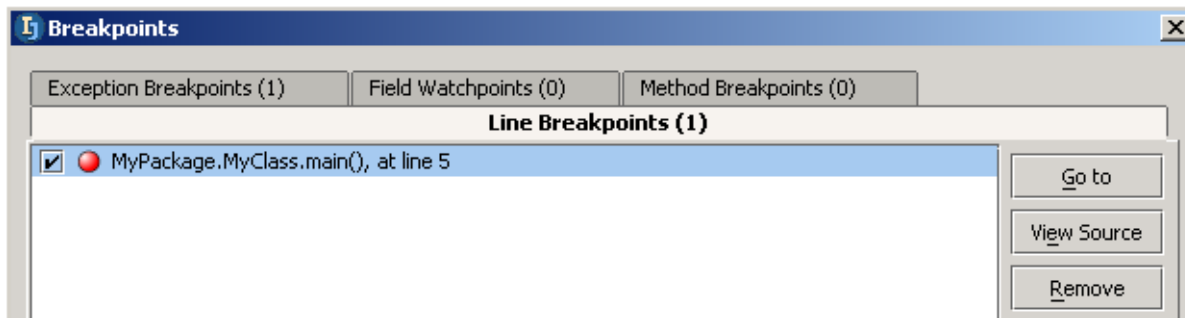 Breakpoints
Exception Breakpoints (1) Field Watchpoints (0) Method Breakpoints (0)
Line Breakpoints (1)
MyPackage.MyClass.main(), at line 5
Go to
View Source
Remove